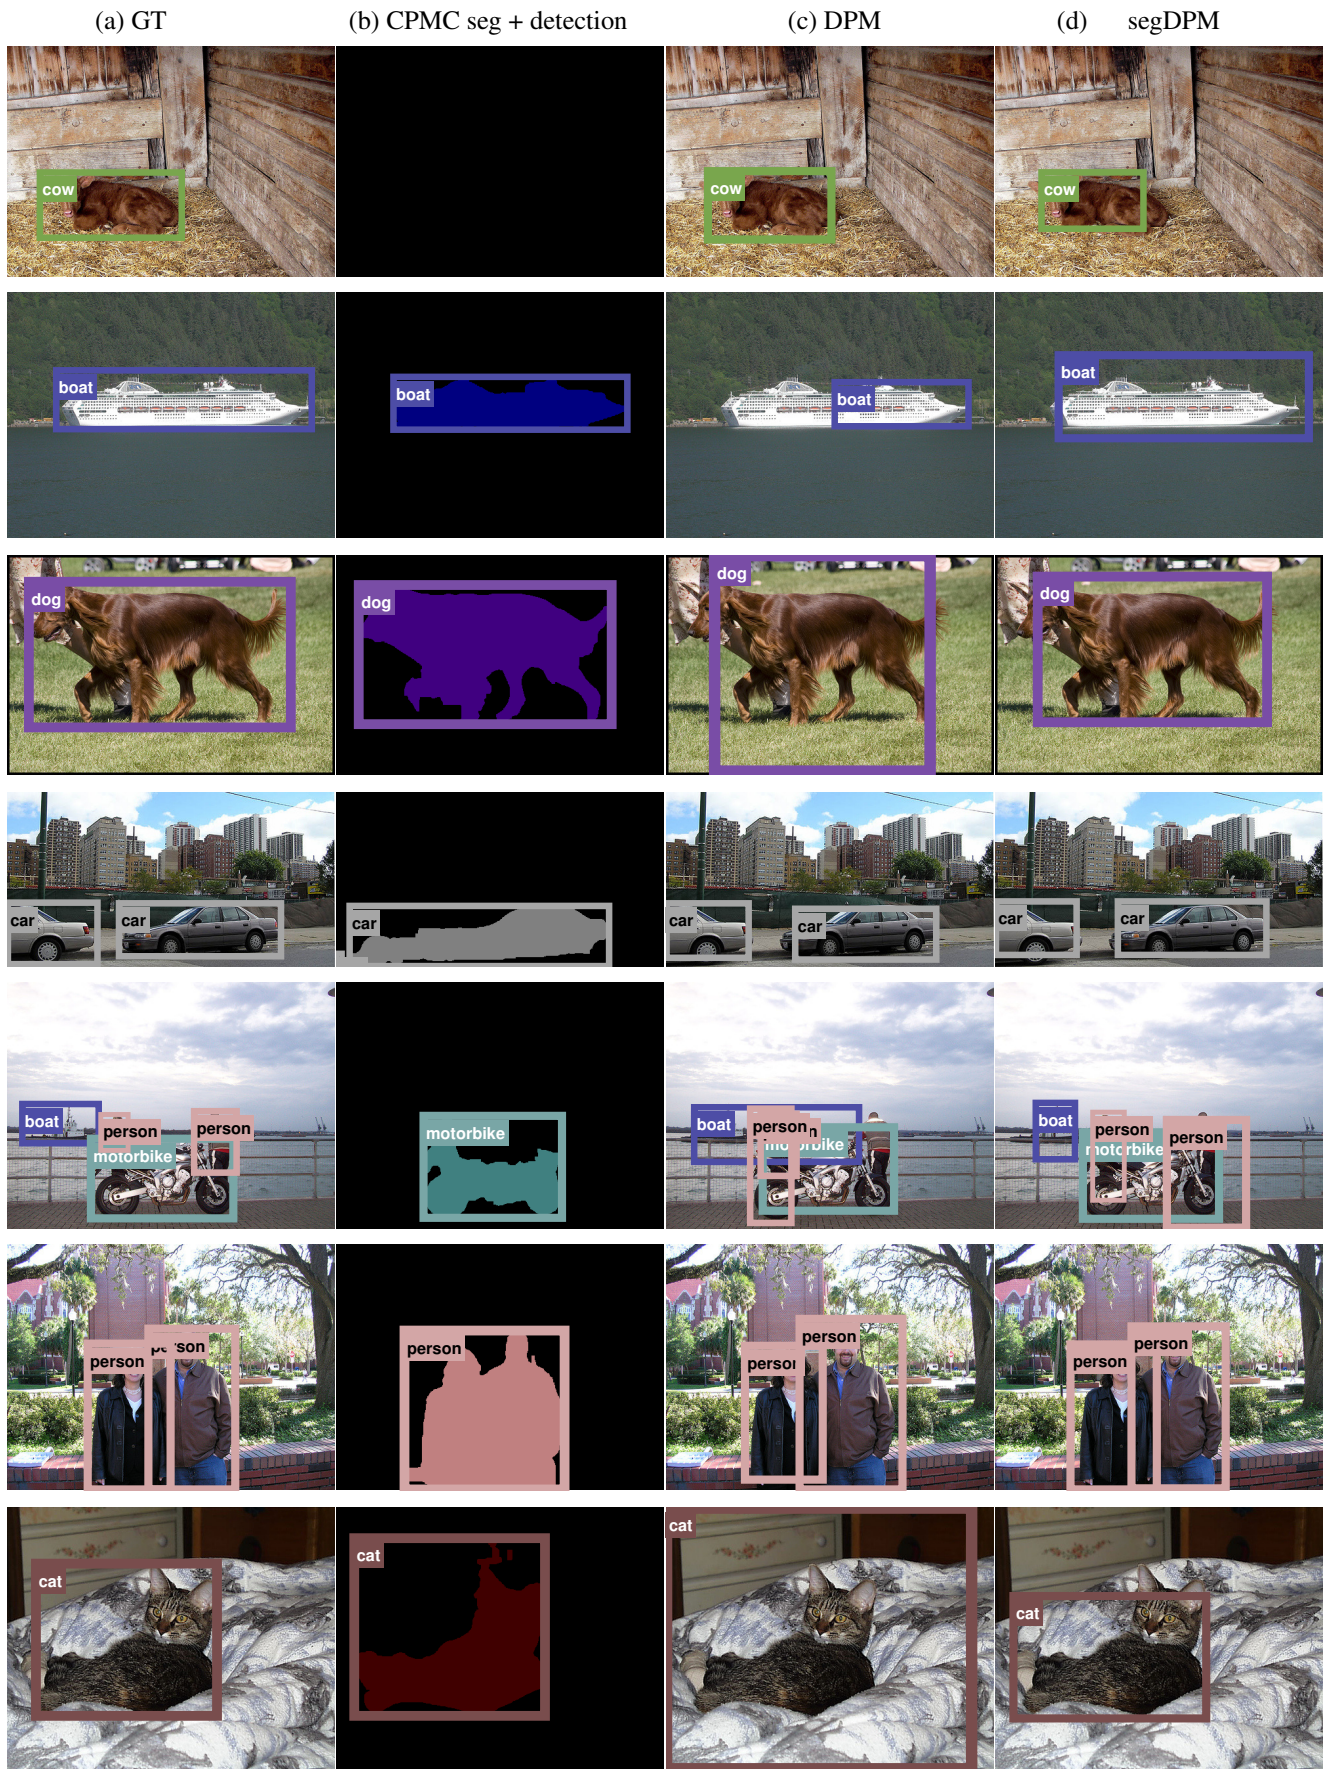 (a) GT (b) CPMC seg + detection (c) DPM (d) segDPM
cow cow cow
boat boat boat boat
dog dog dog dog
car car car car car car car
boat person motorbike
motorbike
boat person motorbike
boat person person motorbike
person person
person
person person
person person
cat cat cat cat